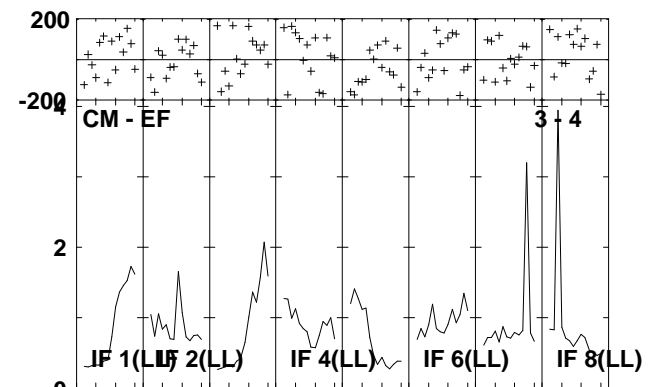 200
-200
4
CM - EF 3 - 4
2
0
IF 1(LL) IF 2(LL) IF 4(LL) IF 6(LL) IF 8(LL)